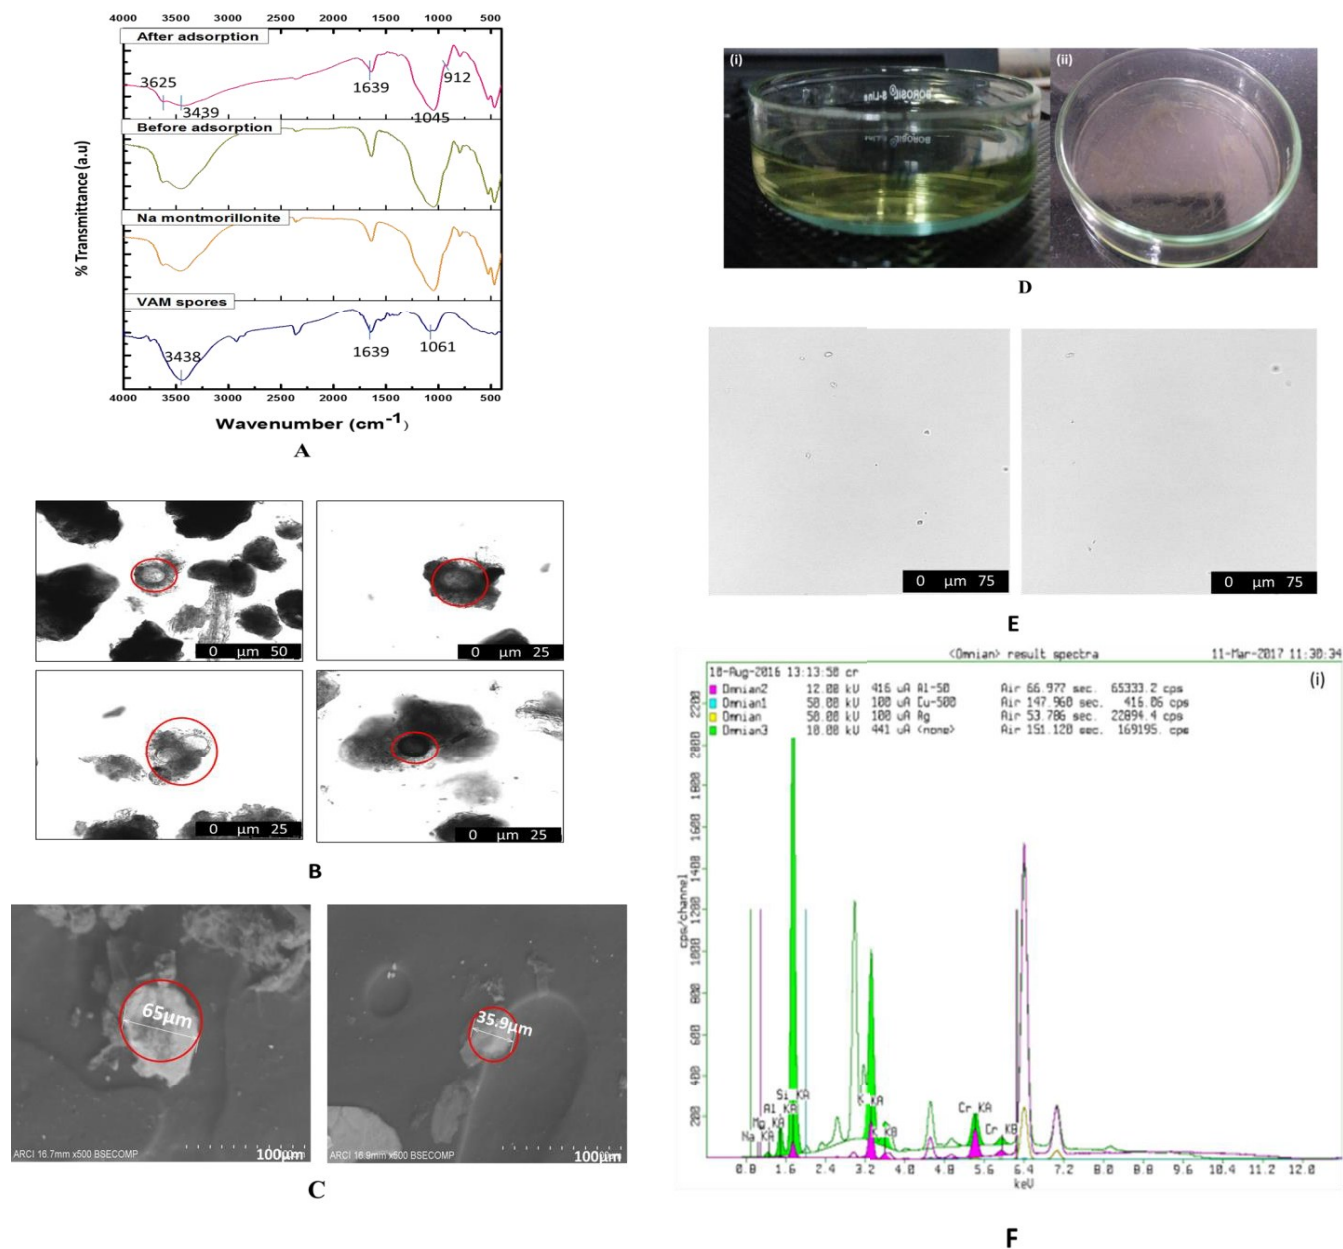 4000 3500 3000 2500 2000 1500 1000 500
After adsorption
3625
3439
1639
912
1045
Before adsorption
Na montmorillonite
VAM spores
3438
1639
1061
% Transmittance (a.u)
4000 3500 3000 2500 2000 1500 1000 500
Wavenumber (cm-1)
A
0 µm 50
0 µm 25
0 µm 25
0 µm 25
B
65µm
ARCI 16.7mm x500 BSECOMP
100µm
35.9µm
ARCI 16.9mm x600 BSECOMP
100µm
C
(i)
BOROSIL
S-Line
BOROSIL
(ii)
D
0 µm 75
0 µm 75
E
<Omnian> result spectra
11-Mar-2017 11:30:34
10-Aug-2016 13:13:50 cr
(i)
Omnian2 12.00 kV 416 uA Al-50 Air 66.977 sec. 65333.2 cps
Omnian1 50.00 kV 100 uA Cu-500 Air 147.960 sec. 416.06 cps
Omnian 50.00 kV 100 uA Ag Air 53.786 sec. 22894.4 cps
Omnian3 10.00 kV 441 uA <none> Air 151.120 sec. 169195. cps
2200
2000
1800
1600
1400
1200
1000
800
600
400
200
cps/channel
Si KA
Al KA
Mg KA
Na KA
K KA
K KB
Cr KA
Cr KB
0.8 1.6 2.4 3.2 4.0 4.8 5.6 6.4 7.2 8.0 8.8 9.6 10.4 11.2 12.0
keV
F